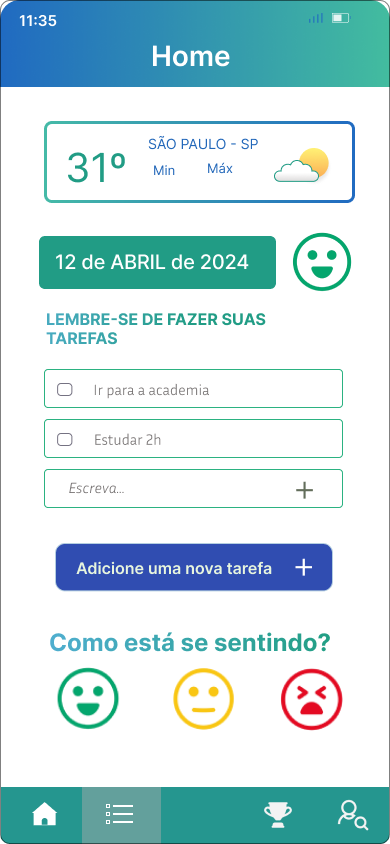 11:35
Home
SÃO PAULO - SP
31º
Min
Máx
12 de ABRIL de 2024
LEMBRE-SE DE FAZER SUAS
TAREFAS
Ir para a academia
Estudar 2h
Escreva...
Adicione uma nova tarefa
Como está se sentindo?